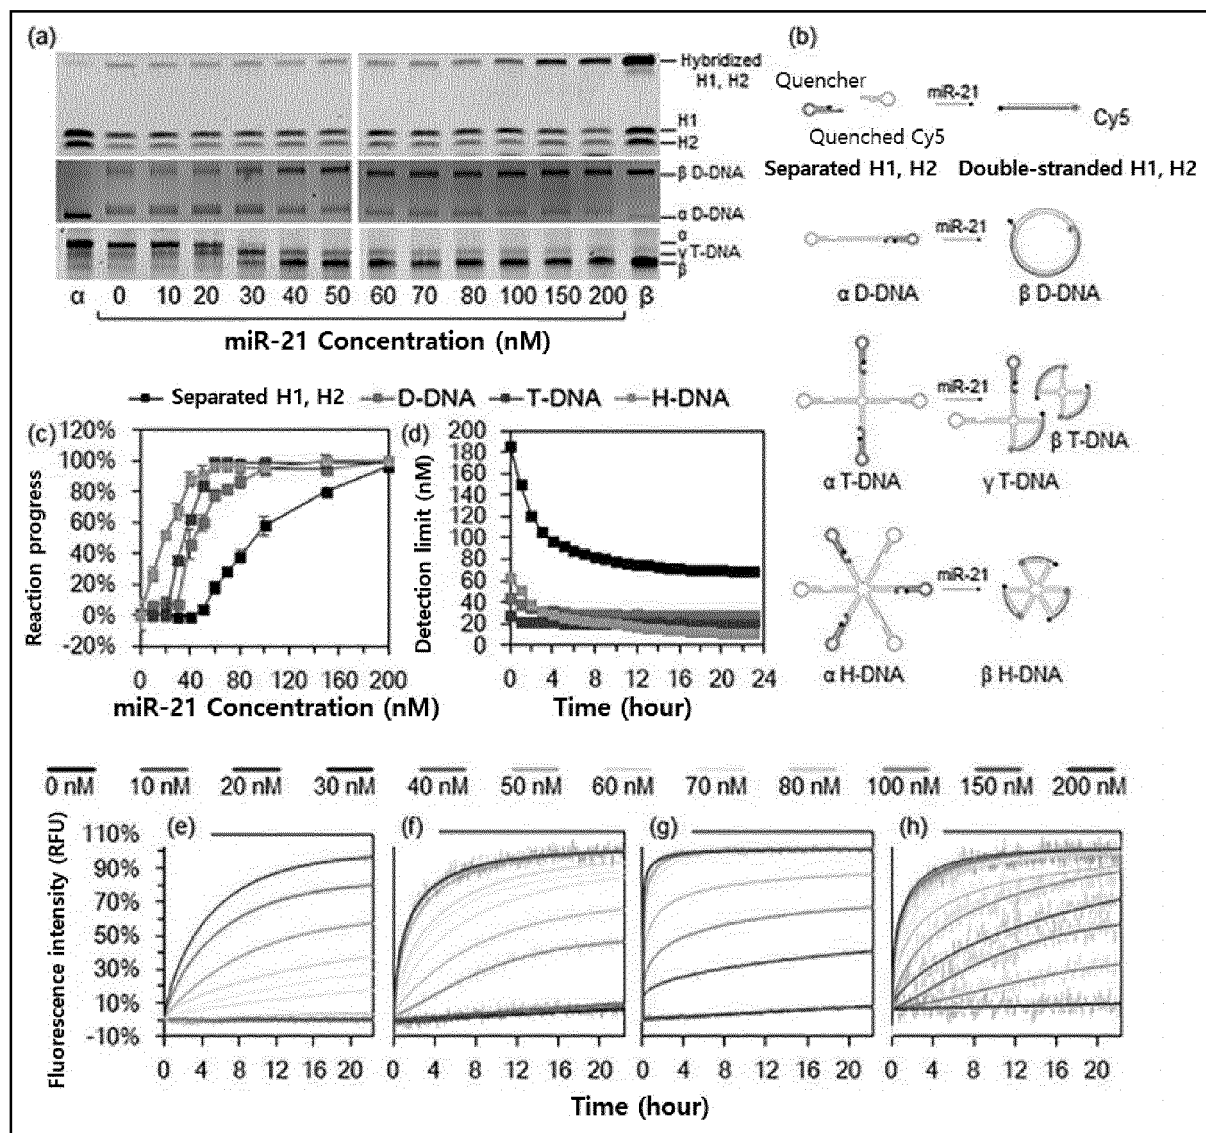 (a)
Hybridized
H1, H2
H1
H2
β D-DNA
α D-DNA
α
γ T-DNA
β
α 0 10 20 30 40 50 60 70 80 100 150 200 β
miR-21 Concentration (nM)
(b)
Quencher
miR-21
Cy5
Quenched Cy5
Separated H1, H2 Double-stranded H1, H2
miR-21
α D-DNA β D-DNA
miR-21
β T-DNA
α T-DNA γ T-DNA
miR-21
α H-DNA β H-DNA
Separated H1, H2 D-DNA T-DNA H-DNA
(c)
Reaction progress
120%
100%
80%
60%
40%
20%
0%
-20%
0 40 80 120 160 200
miR-21 Concentration (nM)
(d)
Detection limit (nM)
200
180
160
140
120
100
80
60
40
20
0
0 4 8 12 16 20 24
Time (hour)
0 nM 10 nM 20 nM 30 nM 40 nM 50 nM 60 nM 70 nM 80 nM 100 nM 150 nM 200 nM
Fluorescence intensity (RFU)
110%
90%
70%
50%
30%
10%
-10%
(e) (f) (g) (h)
0 4 8 12 16 20 0 4 8 12 16 20 0 4 8 12 16 20 0 4 8 12 16 20
Time (hour)